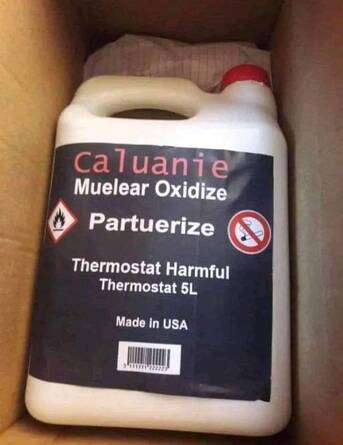 Caluanie
Muelear Oxidize
Partuerize
Thermostat Harmful
Thermostat 5L
Made in USA